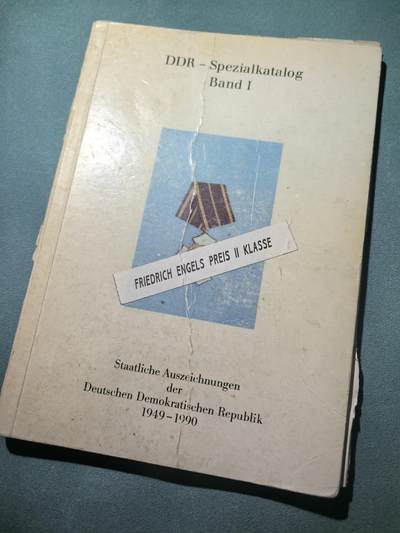 DDR – Spezialkatalog
Band I
FRIEDRICH ENGELS PREIS II KLASSE
Staatliche Auszeichnungen
der
Deutschen Demokratischen Republik
1949–1990